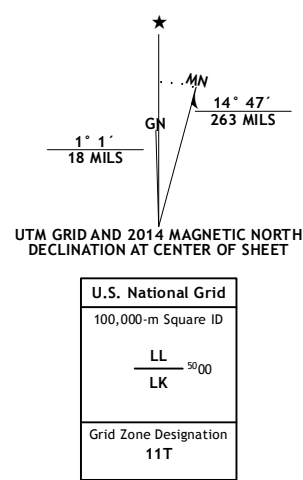 ★
MN
14° 47´
263 MILS
GN
1° 1´
18 MILS
UTM GRID AND 2014 MAGNETIC NORTH
DECLINATION AT CENTER OF SHEET
U.S. National Grid
100,000-m Square ID
LL
5000
LK
Grid Zone Designation
11T